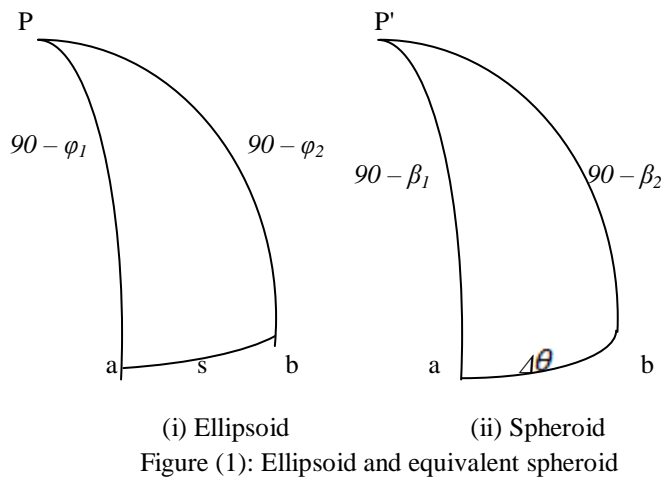 P P'
90 – φ1 90 – φ2 90 – β1 90 – β2
a s b a Δθ b
(i) Ellipsoid (ii) Spheroid
Figure (1): Ellipsoid and equivalent spheroid